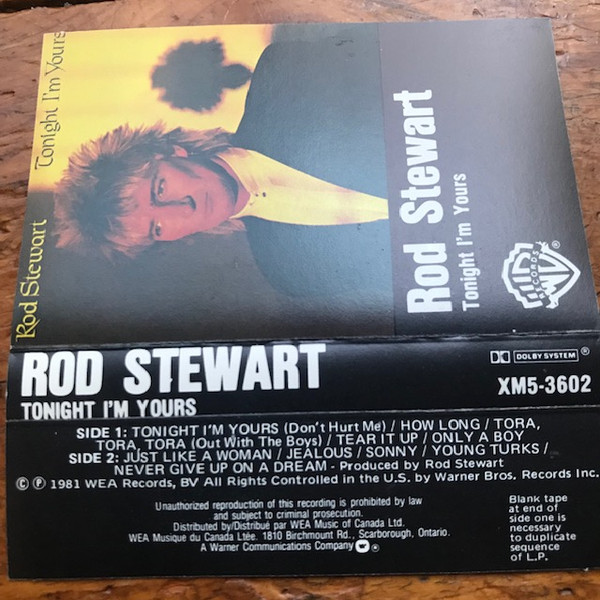 Rod Stewart Tonight I'm Yours
Rod Stewart
Tonight I'm Yours
WB
RECORDS
®
ROD STEWART
TONIGHT I'M YOURS
DOLBY SYSTEM ®
XM5-3602
SIDE 1: TONIGHT I'M YOURS (Don't Hurt Me) / HOW LONG / TORA,
TORA, TORA (Out With The Boys) / TEAR IT UP / ONLY A BOY
SIDE 2: JUST LIKE A WOMAN / JEALOUS / SONNY / YOUNG TURKS /
NEVER GIVE UP ON A DREAM - Produced by Rod Stewart
© ℗ 1981 WEA Records, BV All Rights Controlled in the U.S. by Warner Bros. Records Inc.
Unauthorized reproduction of this recording is prohibited by law
and subject to criminal prosecution.
Distributed by/Distribué par WEA Music of Canada Ltd.
WEA Musique du Canada Ltée. 1810 Birchmount Rd., Scarborough, Ontario.
A Warner Communications Company ®
Blank tape
at end of
side one is
necessary
to duplicate
sequence
of L.P.